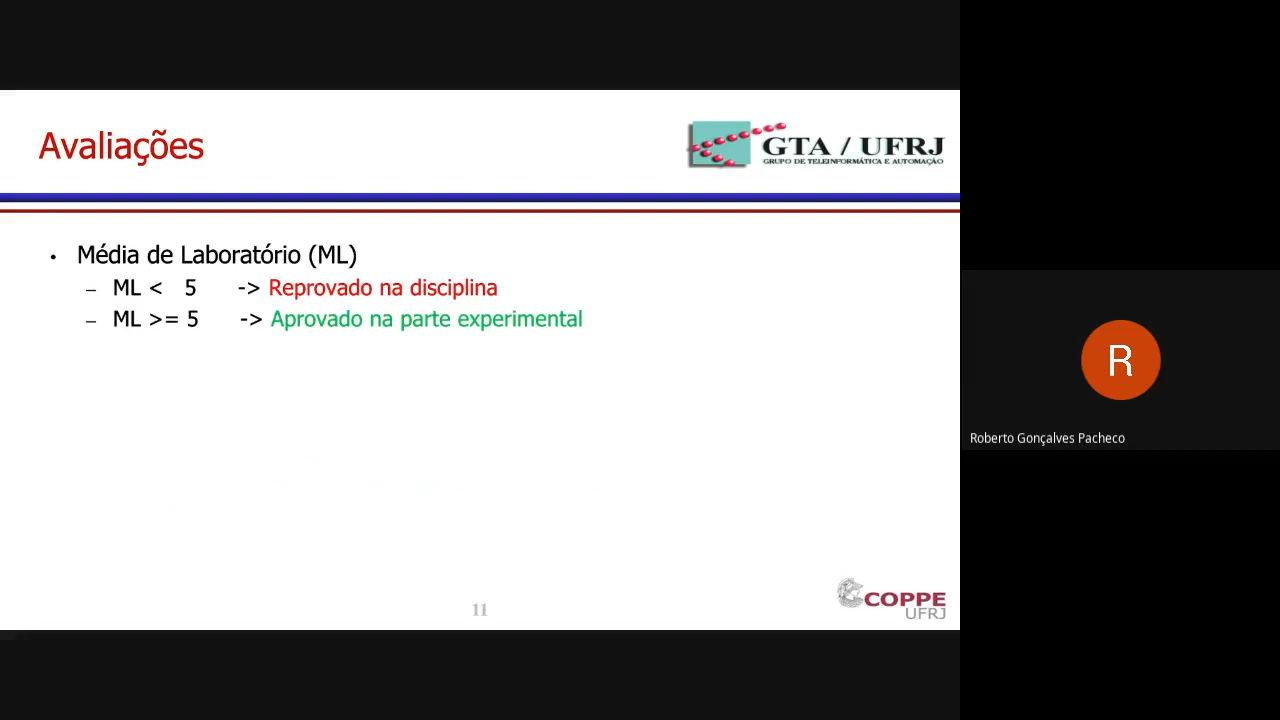 Avaliações
GTA / UFRJ
GRUPO DE TELEINFORMÁTICA E AUTOMAÇÃO
• Média de Laboratório (ML)
– ML < 5 -> Reprovado na disciplina
– ML >= 5 -> Aprovado na parte experimental
R
Roberto Gonçalves Pacheco
11
COPPE
UFRJ